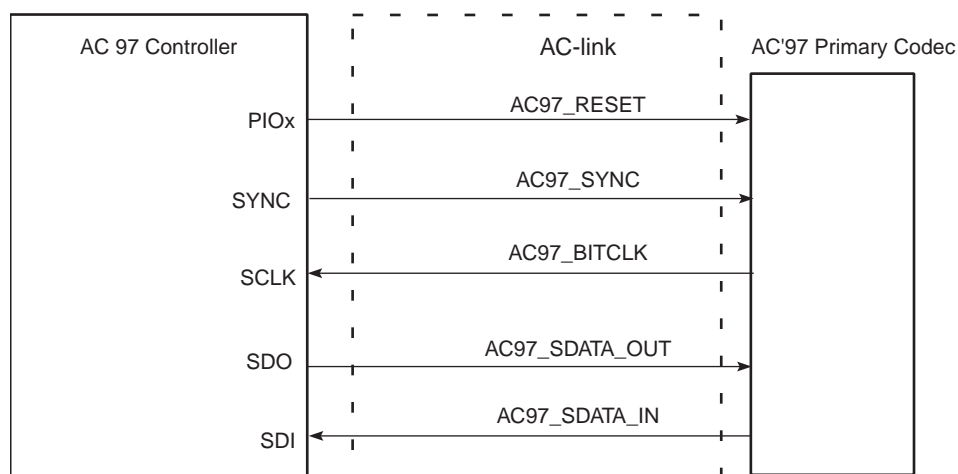 AC 97 Controller
AC-link
AC'97 Primary Codec
PIOx
AC97_RESET
SYNC
AC97_SYNC
SCLK
AC97_BITCLK
SDO
AC97_SDATA_OUT
SDI
AC97_SDATA_IN